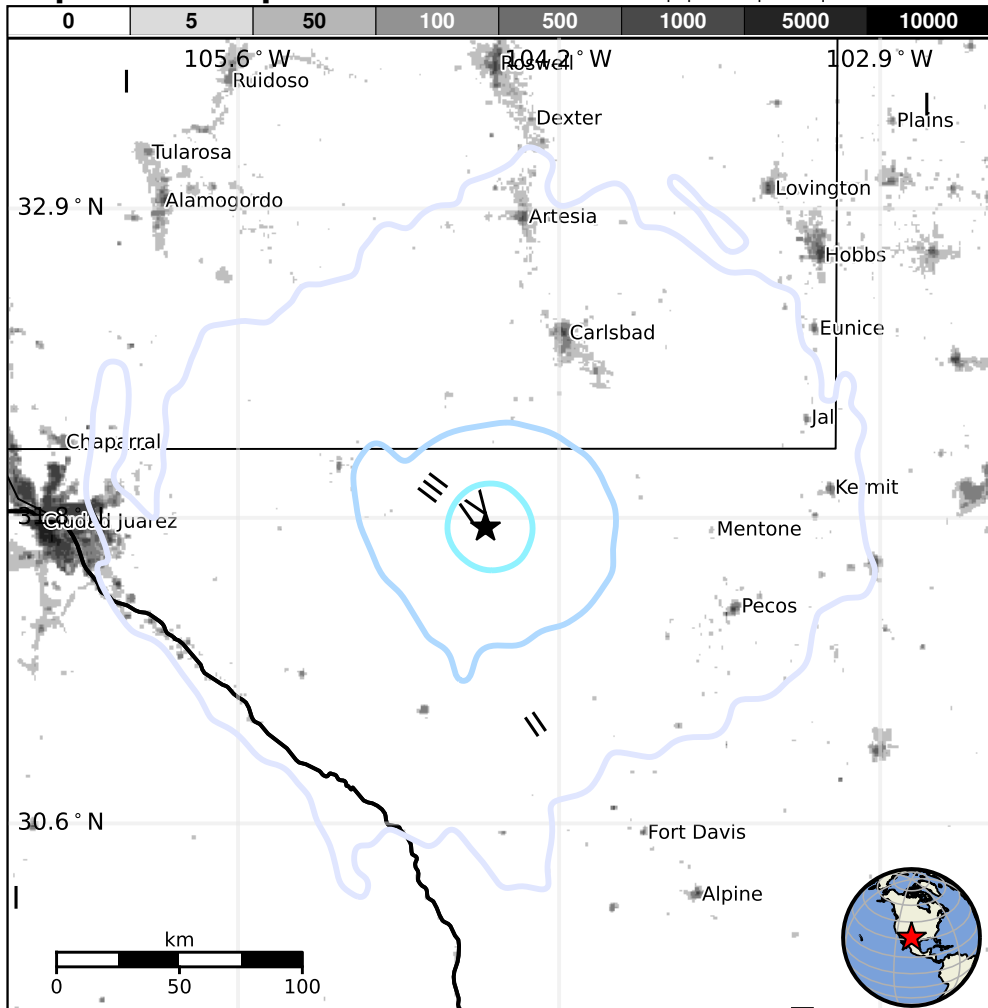 0 5 50 100 500 1000 5000 10000
105.6°W 104.2°W 102.9°W
Roswell
Ruidoso
Dexter
Plains
Tularosa
Lovington
Alamogordo
32.9°N
Artesia
Hobbs
Eunice
Carlsbad
Jal
Chaparral
Kermit
31.8°N
Ciudad Juarez
Mentone
Pecos
30.6°N
Fort Davis
Alpine
km
0 50 100